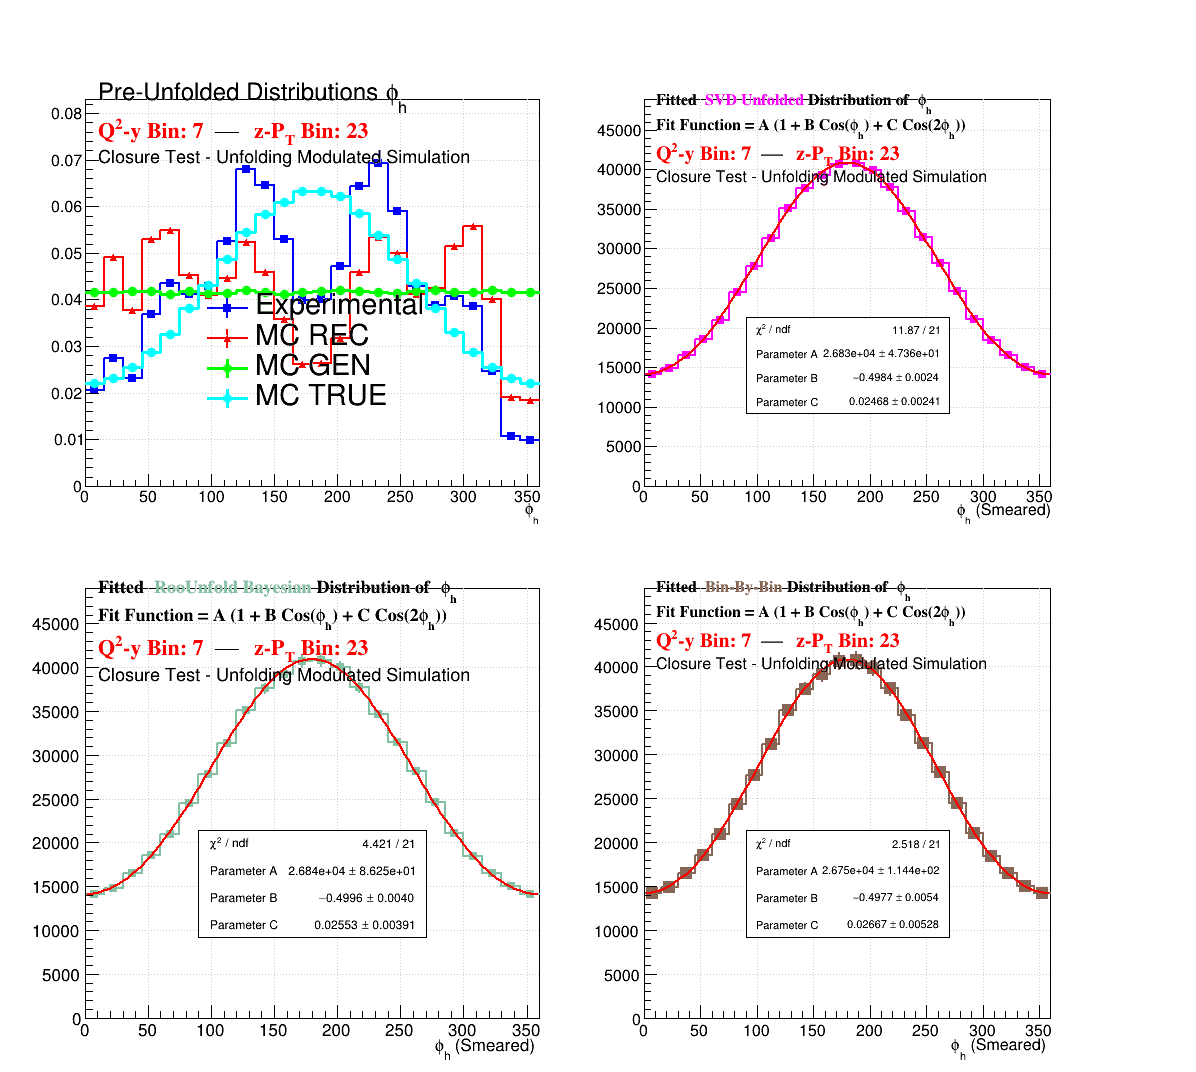 Pre-Unfolded Distributions ϕh
Q²-y Bin: 7 — z-PT Bin: 23
Closure Test - Unfolding Modulated Simulation
0.08
0.07
0.06
0.05
0.04
0.03
0.02
0.01
0
Experimental
MC REC
MC GEN
MC TRUE
0 50 100 150 200 250 300 350
ϕh
Fitted SVD Unfolded Distribution of ϕh
Fit Function = A (1 + B Cos(ϕh) + C Cos(2ϕh))
Q²-y Bin: 7 — z-PT Bin: 23
Closure Test - Unfolding Modulated Simulation
45000
40000
35000
30000
25000
20000
15000
10000
5000
0
χ² / ndf 11.87 / 21
Parameter A 2.683e+04 ± 4.736e+01
Parameter B −0.4984 ± 0.0024
Parameter C 0.02468 ± 0.00241
0 50 100 150 200 250 300 350
ϕh (Smeared)
Fitted RooUnfold Bayesian Distribution of ϕh
Fit Function = A (1 + B Cos(ϕh) + C Cos(2ϕh))
Q²-y Bin: 7 — z-PT Bin: 23
Closure Test - Unfolding Modulated Simulation
45000
40000
35000
30000
25000
20000
15000
10000
5000
0
χ² / ndf 4.421 / 21
Parameter A 2.684e+04 ± 8.625e+01
Parameter B −0.4996 ± 0.0040
Parameter C 0.02553 ± 0.00391
0 50 100 150 200 250 300 350
ϕh (Smeared)
Fitted Bin-By-Bin Distribution of ϕh
Fit Function = A (1 + B Cos(ϕh) + C Cos(2ϕh))
Q²-y Bin: 7 — z-PT Bin: 23
Closure Test - Unfolding Modulated Simulation
45000
40000
35000
30000
25000
20000
15000
10000
5000
0
χ² / ndf 2.518 / 21
Parameter A 2.675e+04 ± 1.144e+02
Parameter B −0.4977 ± 0.0054
Parameter C 0.02667 ± 0.00528
0 50 100 150 200 250 300 350
ϕh (Smeared)